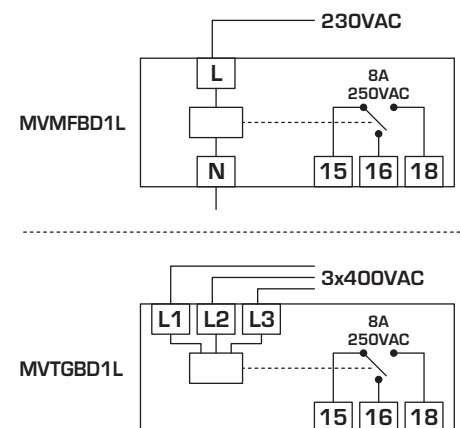 230VAC
L
8A
250VAC
MVMFBD1L
N
15 16 18
3x400VAC
L1 L2 L3
8A
250VAC
MVTGBD1L
15 16 18